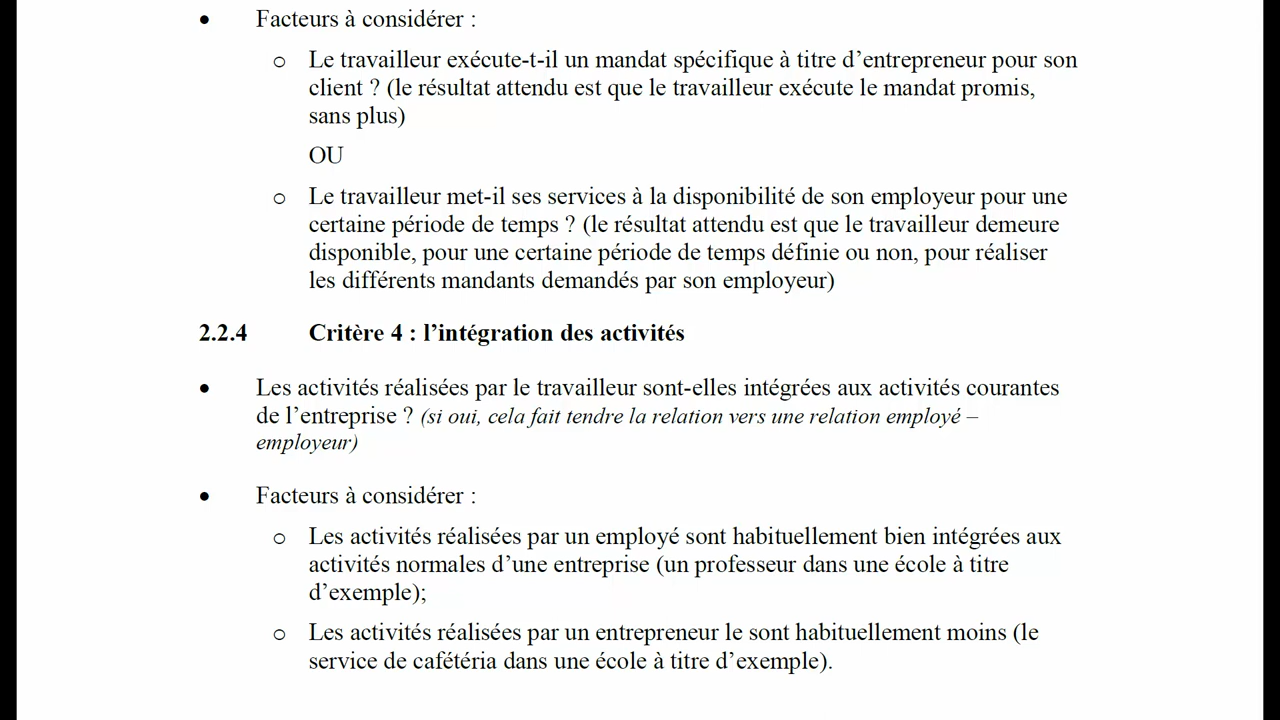 • Facteurs à considérer :
o Le travailleur exécute-t-il un mandat spécifique à titre d’entrepreneur pour son
client ? (le résultat attendu est que le travailleur exécute le mandat promis,
sans plus)
OU
o Le travailleur met-il ses services à la disponibilité de son employeur pour une
certaine période de temps ? (le résultat attendu est que le travailleur demeure
disponible, pour une certaine période de temps définie ou non, pour réaliser
les différents mandants demandés par son employeur)
2.2.4 Critère 4 : l’intégration des activités
• Les activités réalisées par le travailleur sont-elles intégrées aux activités courantes
de l’entreprise ? (si oui, cela fait tendre la relation vers une relation employé –
employeur)
• Facteurs à considérer :
o Les activités réalisées par un employé sont habituellement bien intégrées aux
activités normales d’une entreprise (un professeur dans une école à titre
d’exemple);
o Les activités réalisées par un entrepreneur le sont habituellement moins (le
service de cafétéria dans une école à titre d’exemple).